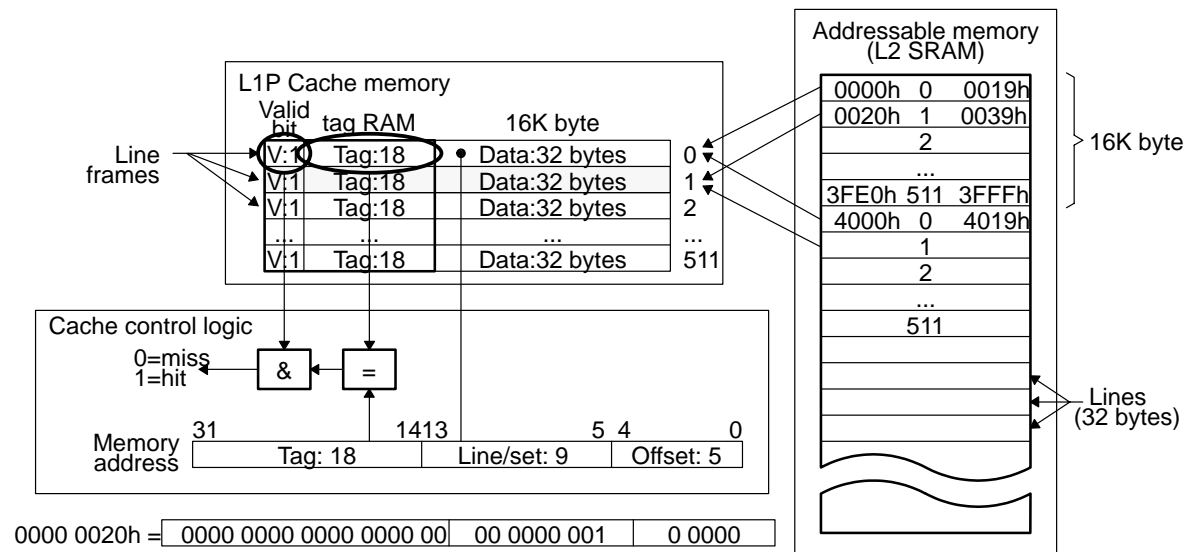 Addressable memory
(L2 SRAM)
0000h 0 0019h
0020h 1 0039h
2
...
3FE0h 511 3FFFh
4000h 0 4019h
1
2
...
511
16K byte
Lines
(32 bytes)
L1P Cache memory
Valid
bit
tag RAM
16K byte
Line
frames
V:1 Tag:18 Data:32 bytes 0
V:1 Tag:18 Data:32 bytes 1
V:1 Tag:18 Data:32 bytes 2
... ... ... ...
V:1 Tag:18 Data:32 bytes 511
Cache control logic
0=miss
1=hit
& =
31 1413 5 4 0
Memory
address
Tag: 18 Line/set: 9 Offset: 5
0000 0020h = 0000 0000 0000 0000 00 00 0000 001 0 0000